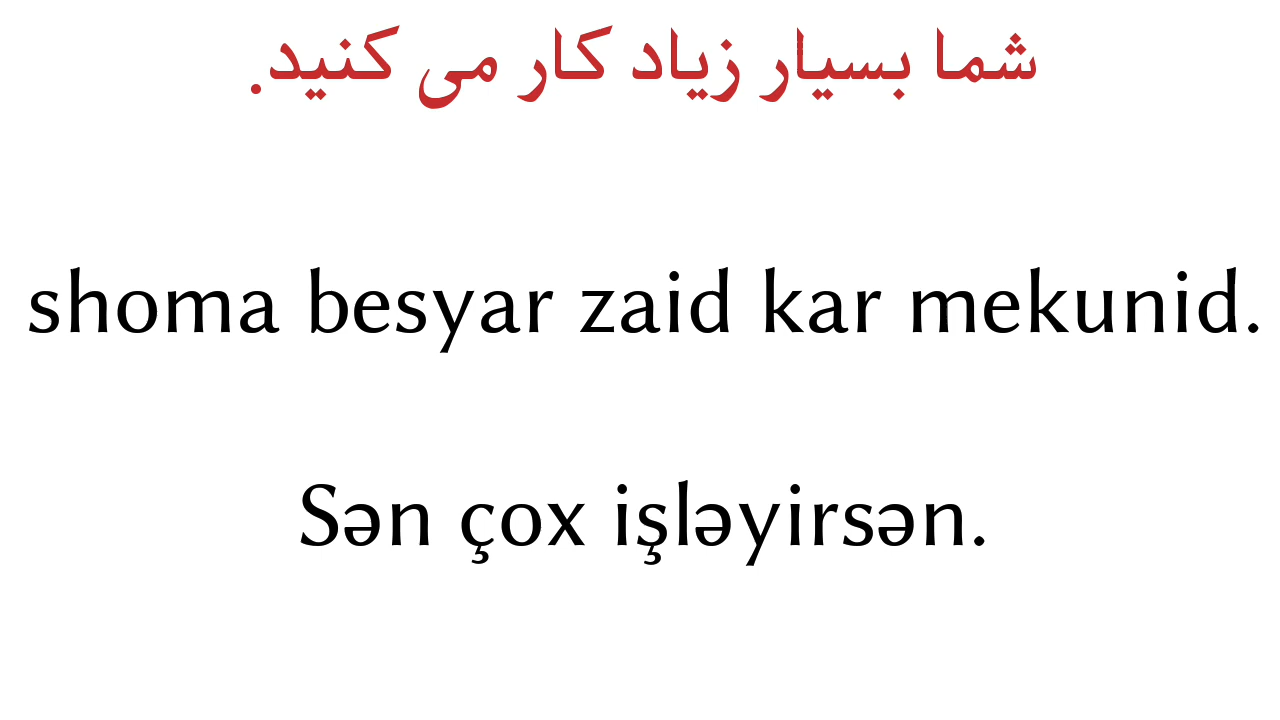 شما بسیار زیاد کار می کنید.
shoma besyar zaid kar mekunid.
Sən çox işləyirsən.